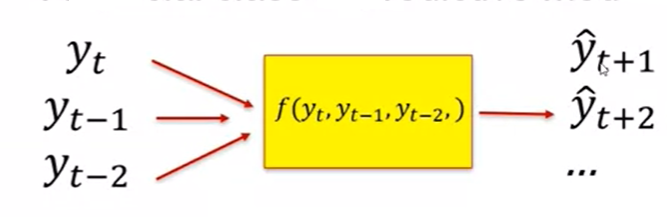 y_t
y_{t-1}
y_{t-2}
f(y_t, y_{t-1}, y_{t-2}, )
ŷ_{t+1}
ŷ_{t+2}
...